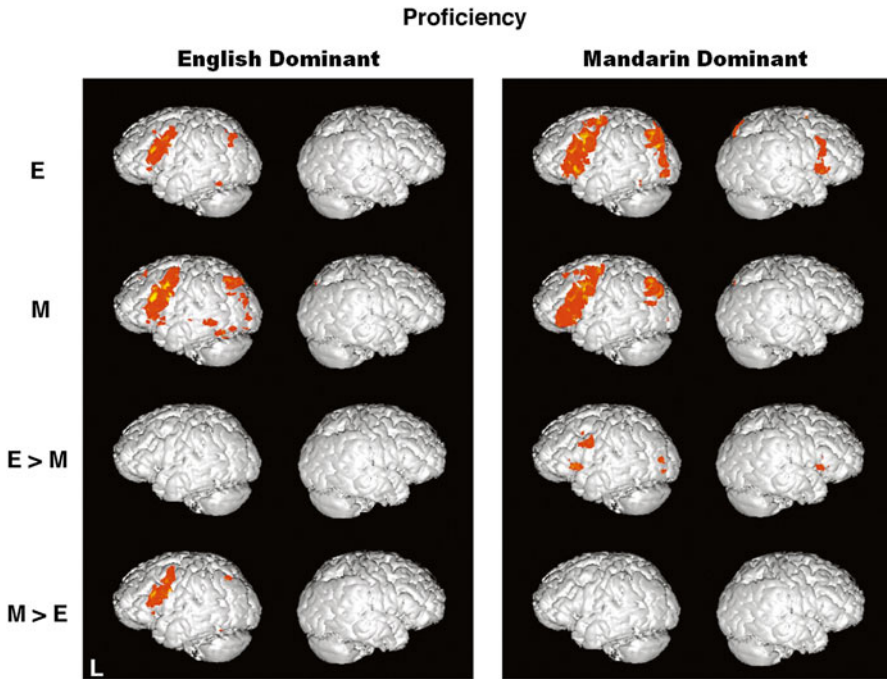 Proficiency
English Dominant
Mandarin Dominant
E
M
E > M
M > E
L